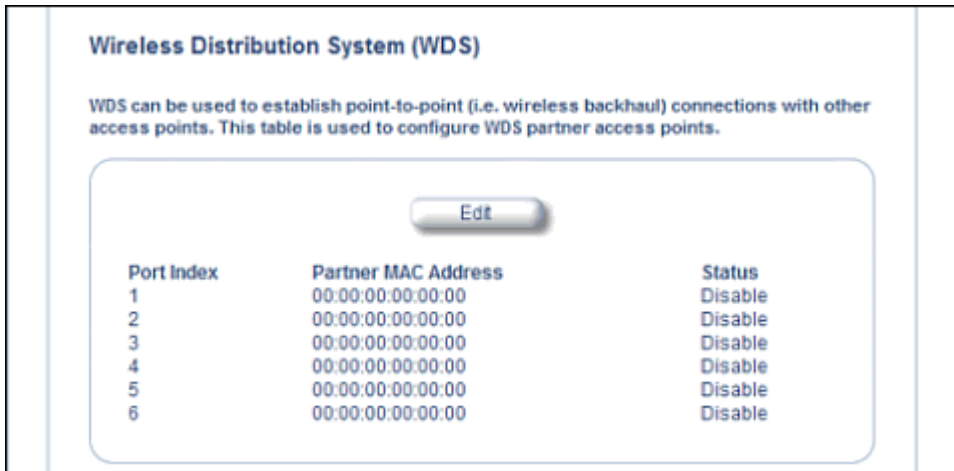 Wireless Distribution System (WDS)
WDS can be used to establish point-to-point (i.e. wireless backhaul) connections with other
access points. This table is used to configure WDS partner access points.
Edit
Port Index Partner MAC Address Status
1 00:00:00:00:00:00 Disable
2 00:00:00:00:00:00 Disable
3 00:00:00:00:00:00 Disable
4 00:00:00:00:00:00 Disable
5 00:00:00:00:00:00 Disable
6 00:00:00:00:00:00 Disable